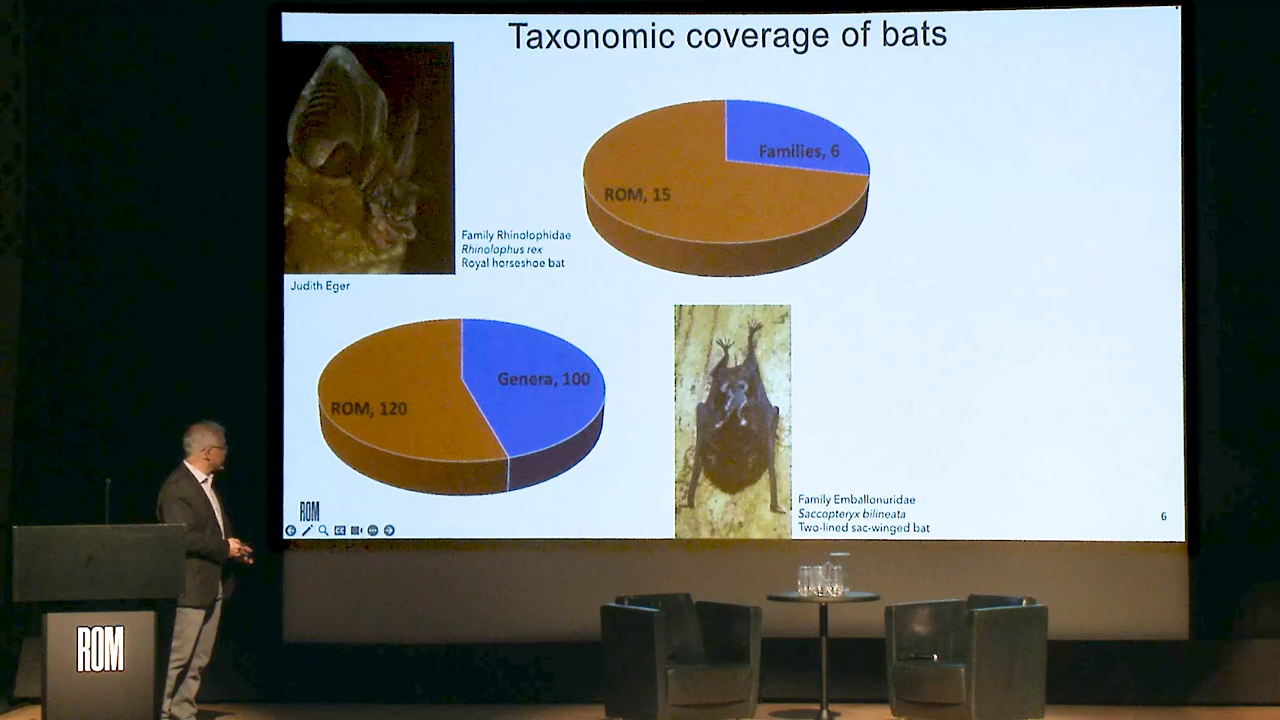 Taxonomic coverage of bats
Families, 6
ROM, 15
Family Rhinolophidae
Rhinolophus rex
Royal horseshoe bat
Judith Eger
Genera, 100
ROM, 120
Family Emballonuridae
Saccopteryx bilineata
Two-lined sac-winged bat
ROM
6
ROM